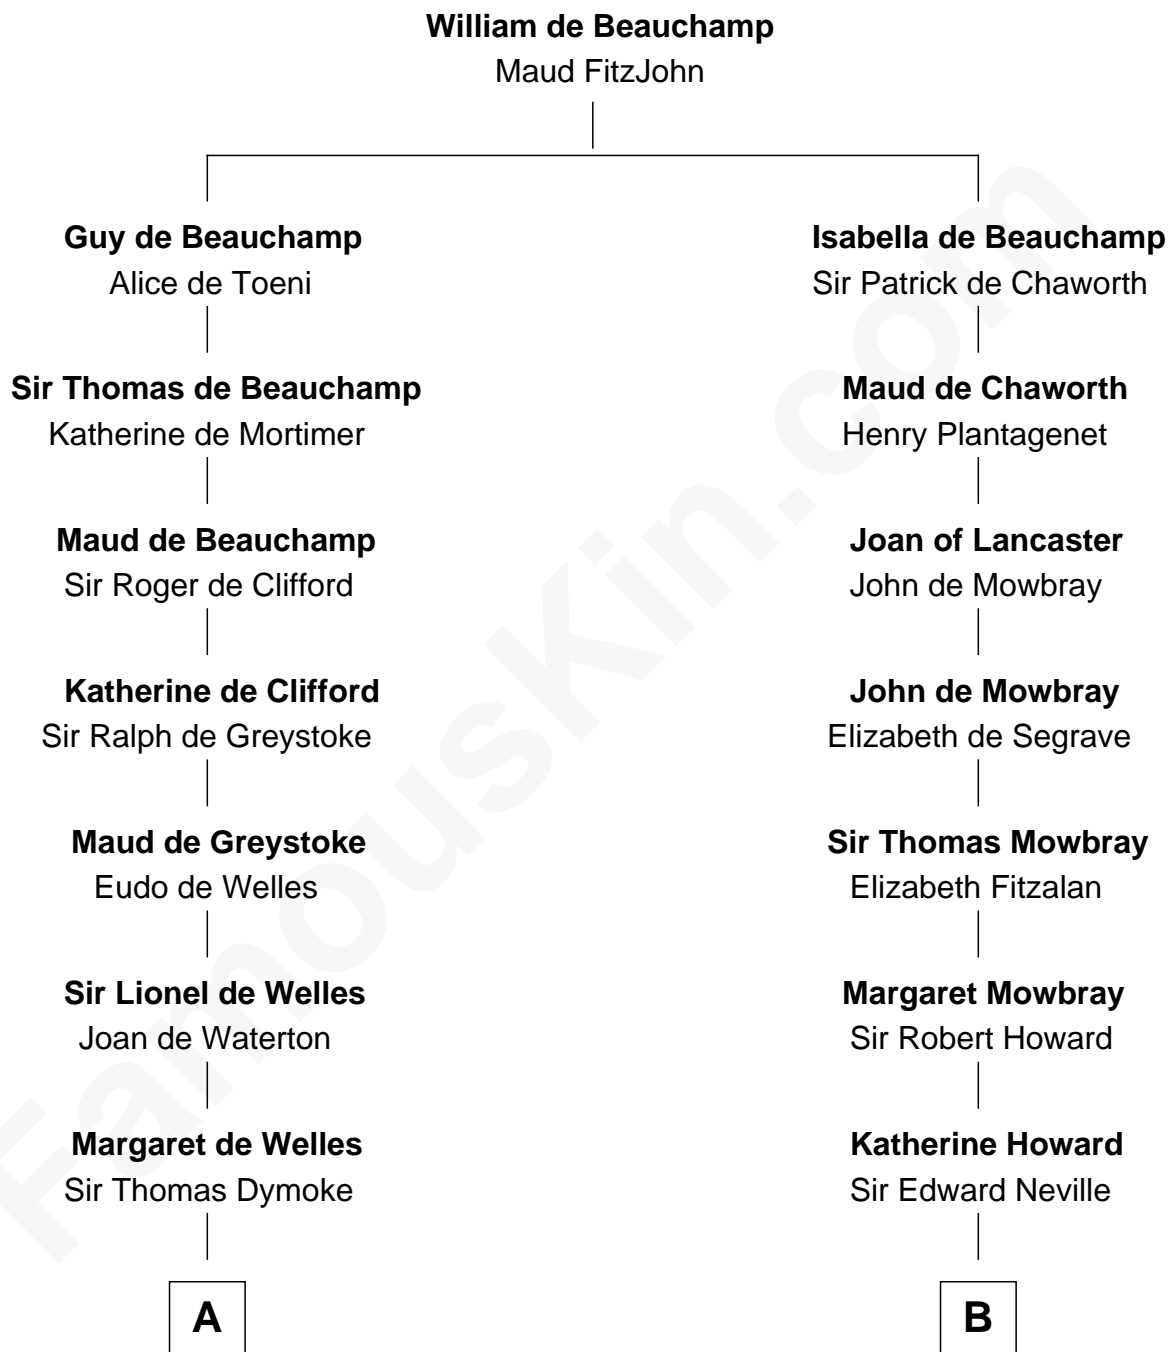 William de Beauchamp
Maud FitzJohn
Guy de Beauchamp
Alice de Toeni
Isabella de Beauchamp
Sir Patrick de Chaworth
Sir Thomas de Beauchamp
Katherine de Mortimer
Maud de Chaworth
Henry Plantagenet
Maud de Beauchamp
Sir Roger de Clifford
Joan of Lancaster
John de Mowbray
Katherine de Clifford
Sir Ralph de Greystoke
John de Mowbray
Elizabeth de Segrave
Maud de Greystoke
Eudo de Welles
Sir Thomas Mowbray
Elizabeth Fitzalan
Sir Lionel de Welles
Joan de Waterton
Margaret Mowbray
Sir Robert Howard
Margaret de Welles
Sir Thomas Dymoke
Katherine Howard
Sir Edward Neville
A
B
FamousKin.com